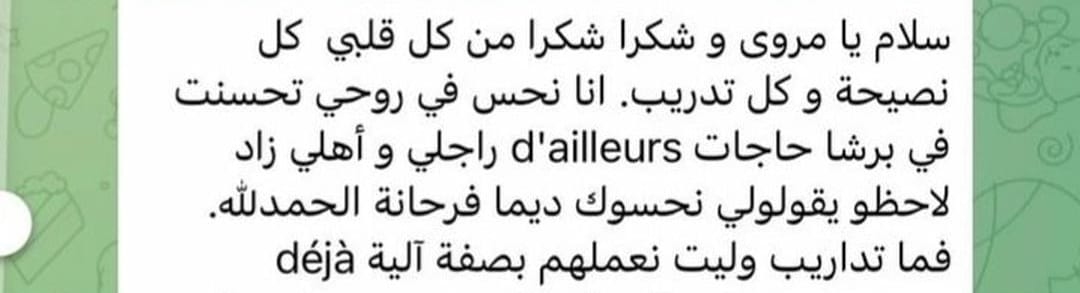 سلام يا مروى و شكرا شكرا من كل قلبي كل
نصيحة و كل تدريب. انا نحس في روحي تحسنت
في برشا حاجات d'ailleurs راجلي و أهلي زاد
لاحظو يقولولي نحسوك ديما فرحانة الحمدلله.
فما تداريب وليت نعملهم بصفة آلية déjà